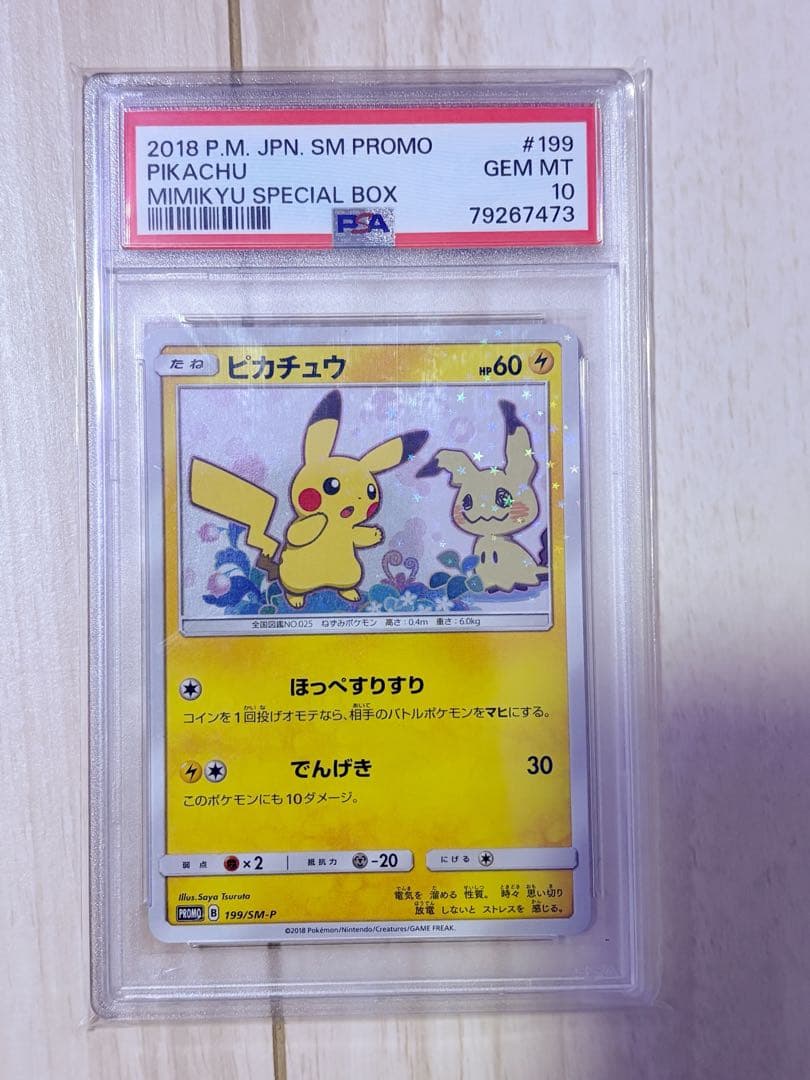 2018 P.M. JPN. SM PROMO #199
PIKACHU GEM MT
MIMIKYU SPECIAL BOX 10
79267473
PSA
たね ピカチュウ HP60
全国図鑑NO.025 ねずみポケモン 高さ:0.4m 重さ:6.0kg
ほっぺすりすり
コインを1回投げオモテなら、相手のバトルポケモンをマヒにする。
でんげき 30
このポケモンにも10ダメージ。
弱点 ×2 抵抗力 -20 にげる
Illus.Saya Tsuruta
電気を 溜める 性質。 時々 思い切り
放電 しないと ストレスを 感じる。
PROMO B 199/SM-P
©2018 Pokémon/Nintendo/Creatures/GAME FREAK.